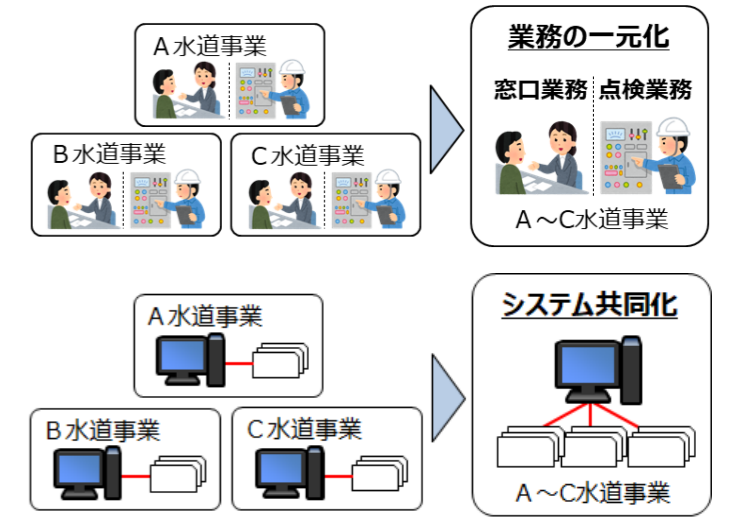 A水道事業
B水道事業
C水道事業
業務の一元化
窓口業務
点検業務
A～C水道事業
A水道事業
B水道事業
C水道事業
システム共同化
A～C水道事業